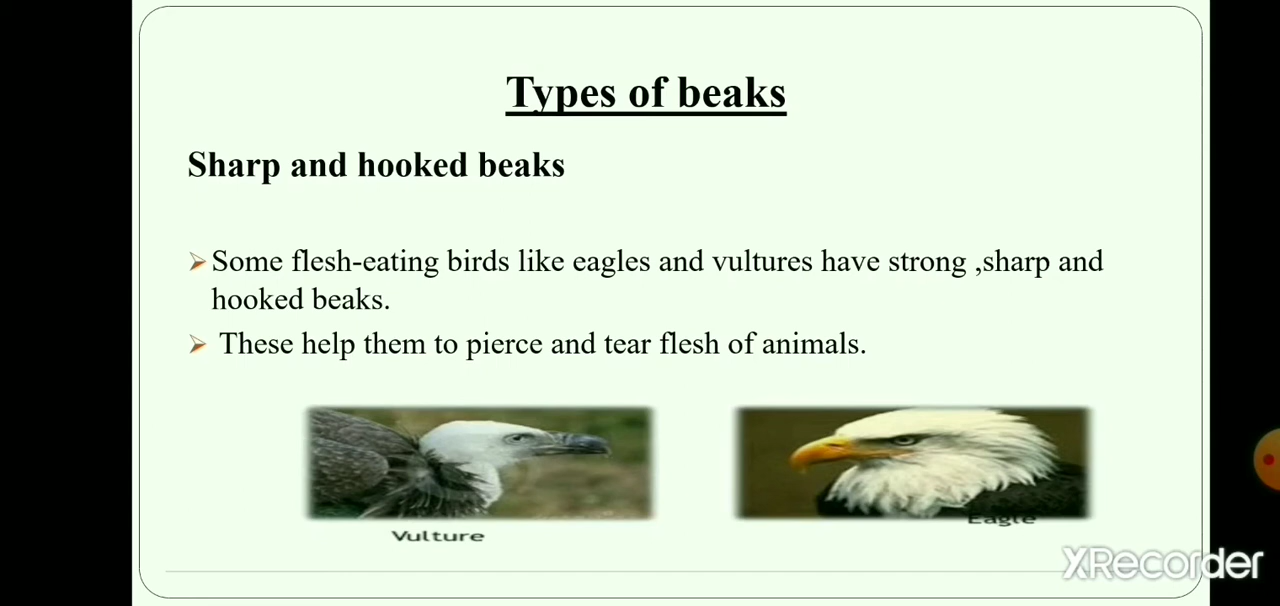 Types of beaks
Sharp and hooked beaks
Some flesh-eating birds like eagles and vultures have strong ,sharp and
hooked beaks.
These help them to pierce and tear flesh of animals.
Vulture
Eagle
XRecorder